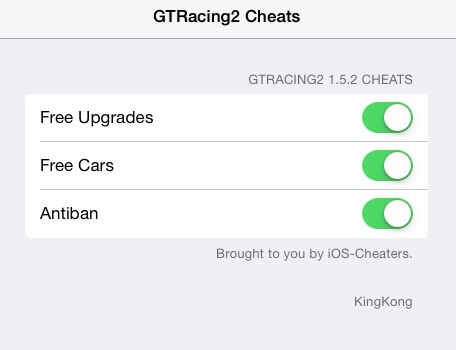 GTRacing2 Cheats
GTRACING2 1.5.2 CHEATS
Free Upgrades
Free Cars
Antiban
Brought to you by iOS-Cheaters.
KingKong